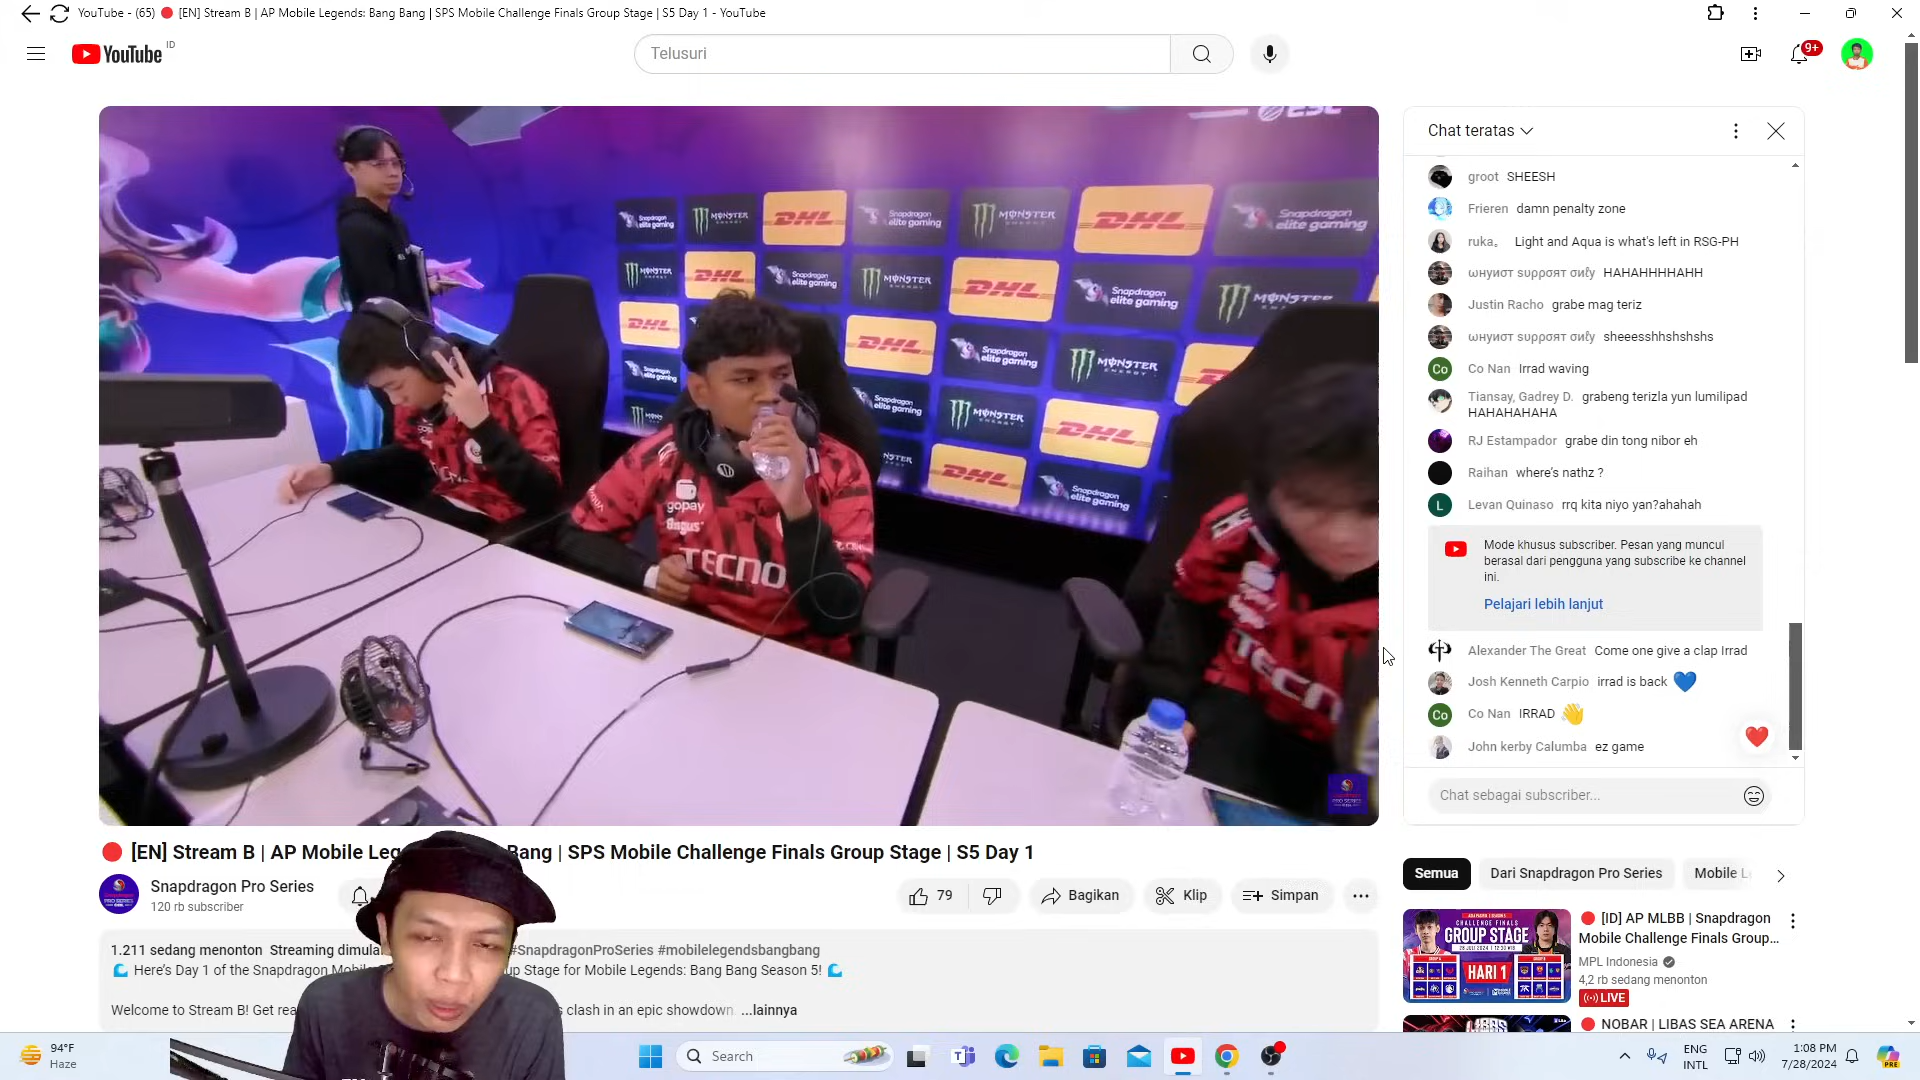 YouTube - (65) 🔴 [EN] Stream B | AP Mobile Legends: Bang Bang | SPS Mobile Challenge Finals Group Stage | S5 Day 1 - YouTube
YouTube ID
Telusuri
9+
ESL
Snapdragon elite gaming
MONSTER ENERGY
DHL
gopay
TECNO
Chat teratas
groot SHEESH
Frieren damn penalty zone
ruka。 Light and Aqua is what's left in RSG-PH
HAHAHHHHAHH
Justin Racho grabe mag teriz
sheeesshhshshshs
Co Nan Irrad waving
Tiansay, Gadrey D. grabeng terizla yun lumilipad
HAHAHAHAHA
RJ Estampador grabe din tong nibor eh
Raihan where's nathz ?
L Levan Quinaso rrq kita niyo yan?ahahah
Mode khusus subscriber. Pesan yang muncul
berasal dari pengguna yang subscribe ke channel
ini.
Pelajari lebih lanjut
Alexander The Great Come one give a clap Irrad
Josh Kenneth Carpio irrad is back 💙
Co Nan IRRAD 👋
John kerby Calumba ez game
Chat sebagai subscriber...
🔴 [EN] Stream B | AP Mobile Leg Bang | SPS Mobile Challenge Finals Group Stage | S5 Day 1
Snapdragon Pro Series
120 rb subscriber
79
Bagikan
Klip
Simpan
1.211 sedang menonton Streaming dimula #SnapdragonProSeries #mobilelegendsbangbang
🌊 Here's Day 1 of the Snapdragon Mobi up Stage for Mobile Legends: Bang Bang Season 5! 🌊
Welcome to Stream B! Get rea s clash in an epic showdown. ...lainnya
Semua
Dari Snapdragon Pro Series
Mobile L
CHALLENGE FINALS
GROUP STAGE
HARI 1
🔴 [ID] AP MLBB | Snapdragon
Mobile Challenge Finals Group...
MPL Indonesia
4,2 rb sedang menonton
LIVE
🔴 NOBAR | LIBAS SEA ARENA
94°F
Haze
Search
ENG
INTL
1:08 PM
7/28/2024
PRE